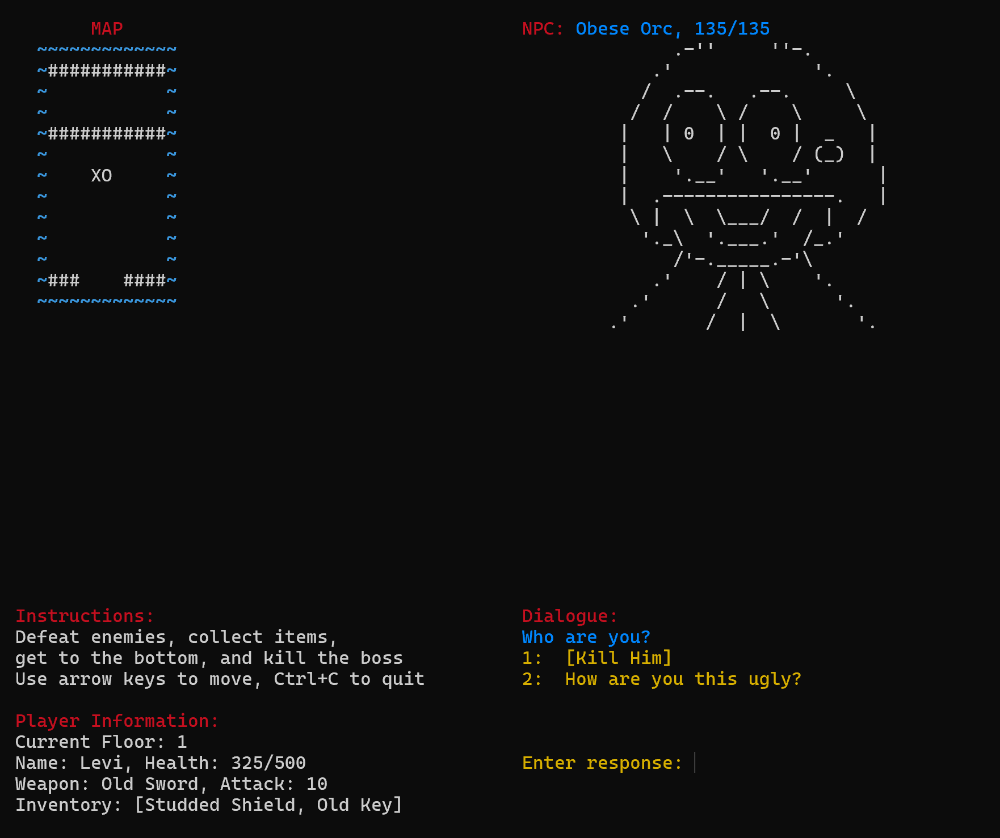 MAP
~~~~~~~~~~~~~
~###########~
~           ~
~           ~
~###########~
~           ~
~    XO     ~
~           ~
~           ~
~           ~
~           ~
~###    ####~
~~~~~~~~~~~~~
NPC: Obese Orc, 135/135
Instructions:
Defeat enemies, collect items,
get to the bottom, and kill the boss
Use arrow keys to move, Ctrl+C to quit
Player Information:
Current Floor: 1
Name: Levi, Health: 325/500
Weapon: Old Sword, Attack: 10
Inventory: [Studded Shield, Old Key]
Dialogue:
Who are you?
1:  [Kill Him]
2:  How are you this ugly?
Enter response: